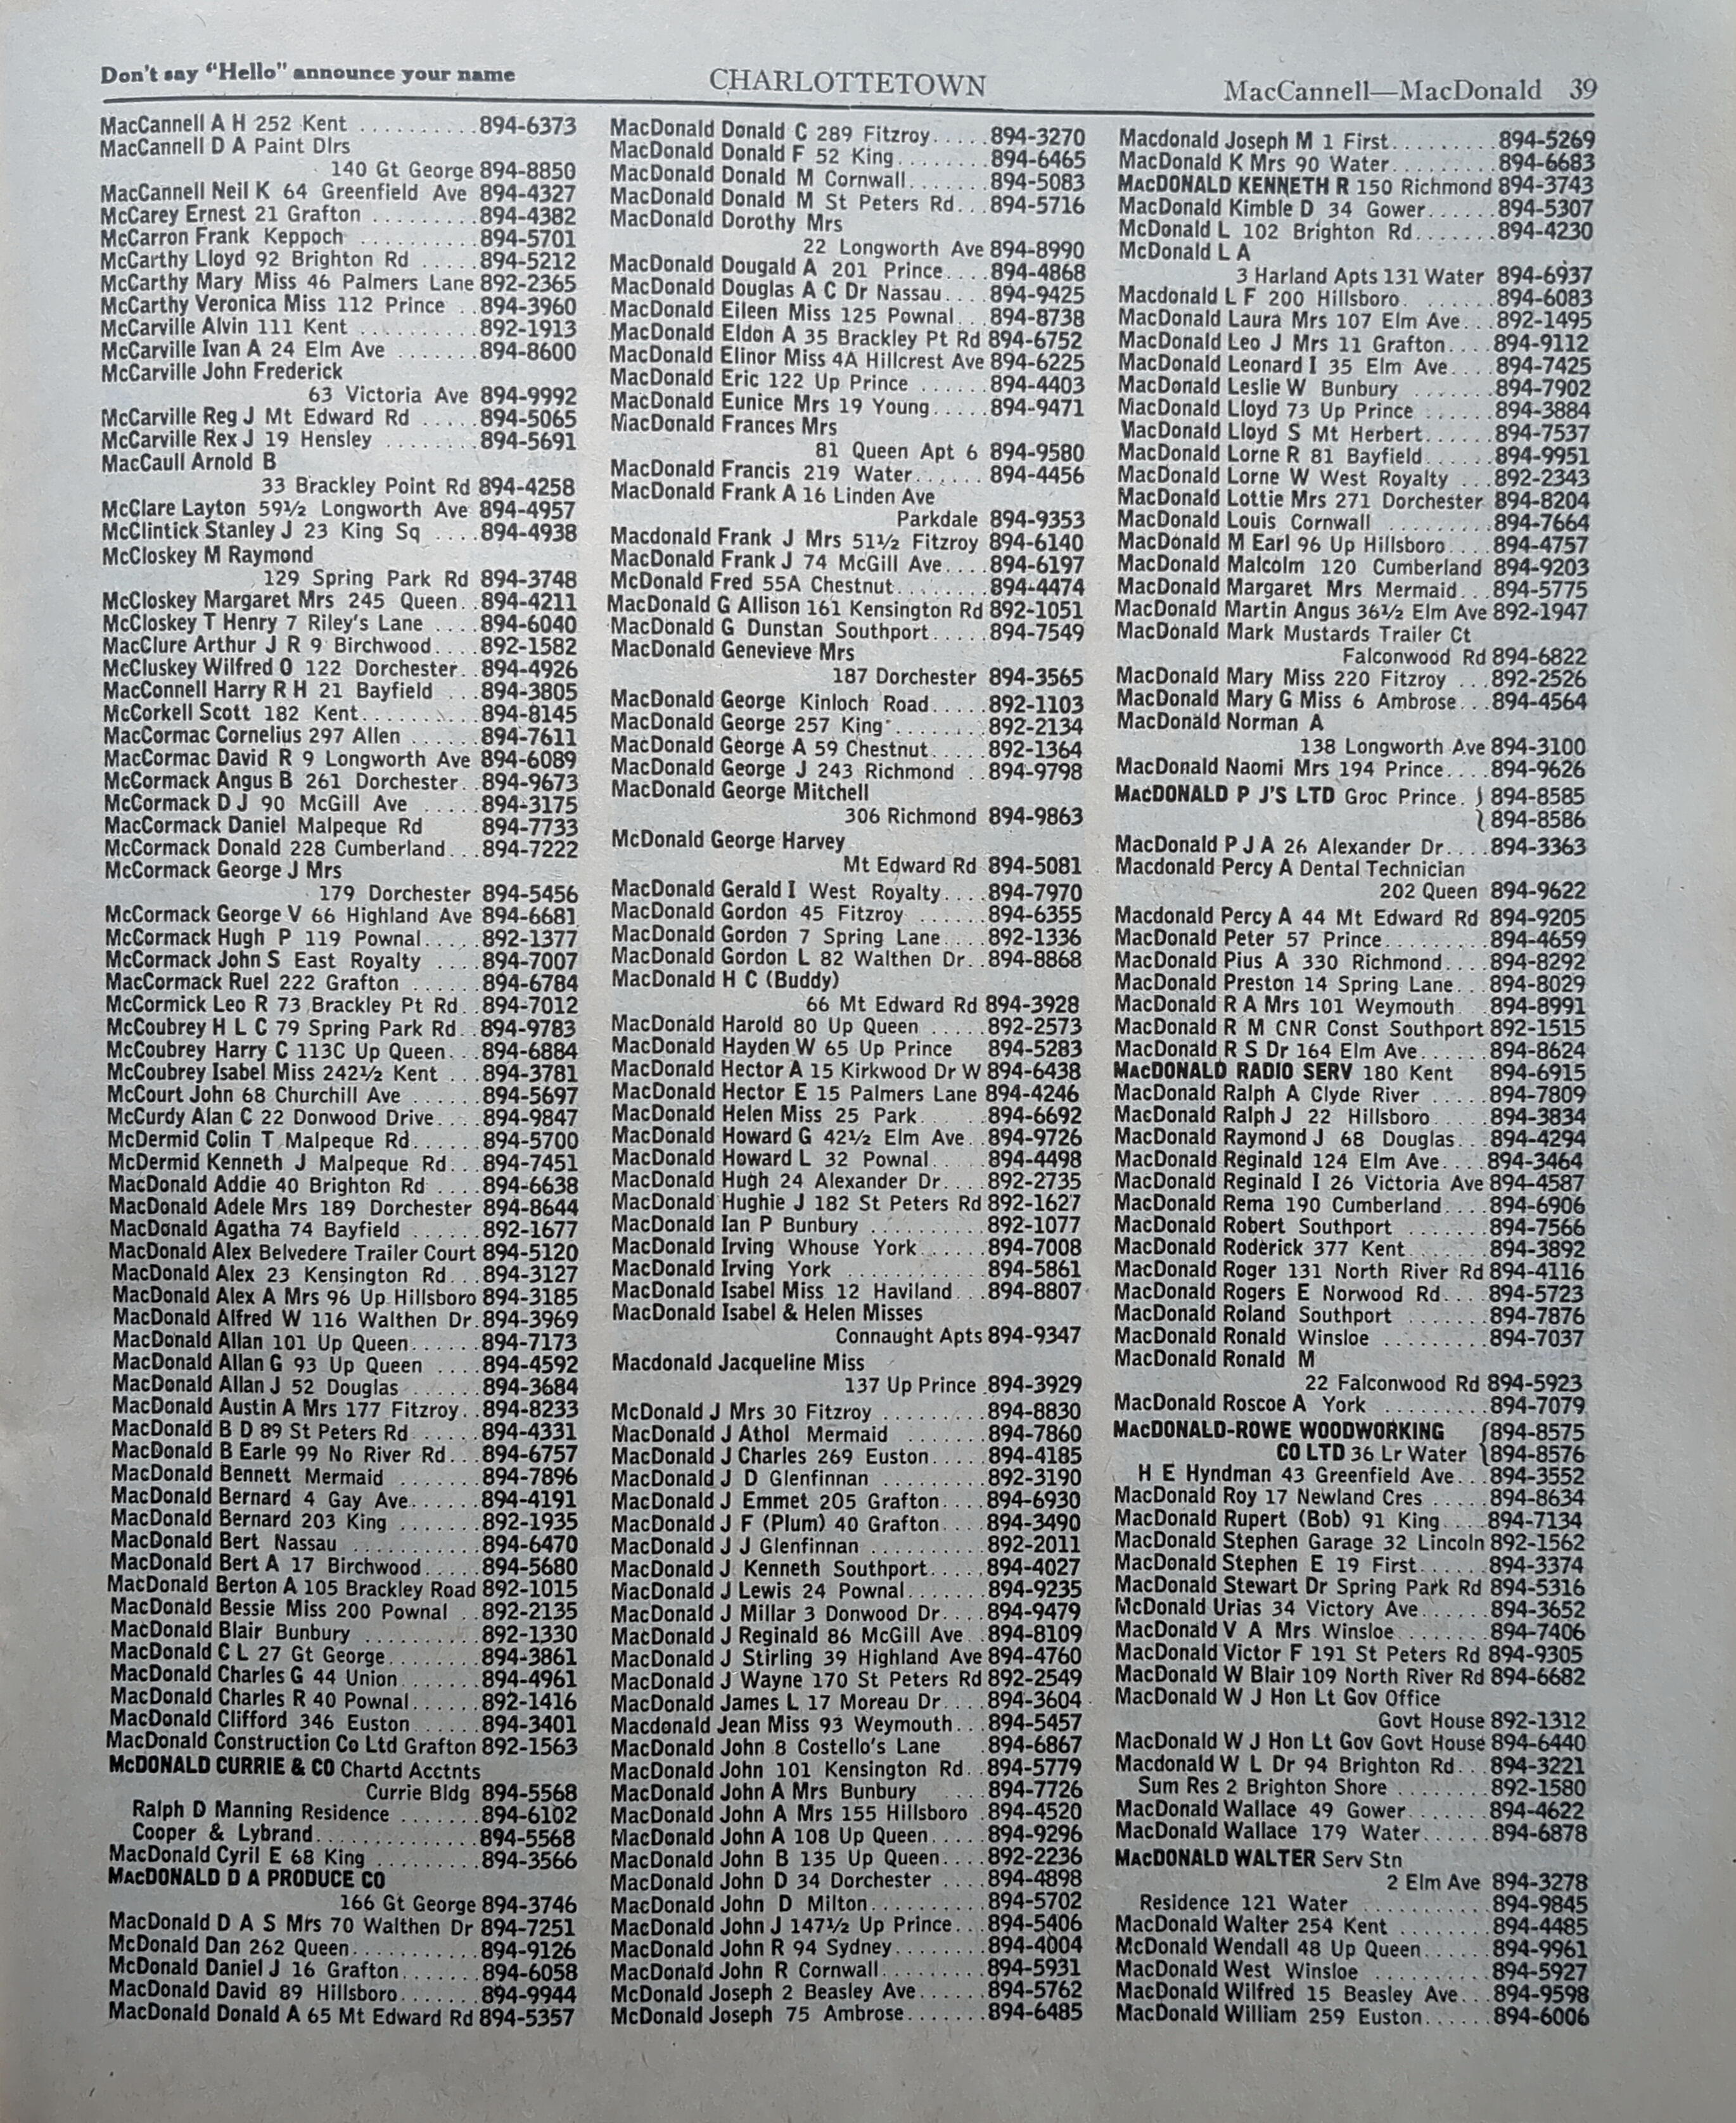 Don't say "Hello" announce your name
CHARLOTTETOWN
MacCannell—MacDonald 39
MacCannell A H 252 Kent ..........894-6373
MacCannell D A Paint Dlrs
140 Gt George 894-8850
MacCannell Neil K 64 Greenfield Ave 894-4327
McCarey Ernest 21 Grafton .........894-4382
McCarron Frank Keppoch ..........894-5701
McCarthy Lloyd 92 Brighton Rd .....894-5212
McCarthy Mary Miss 46 Palmers Lane 892-2365
McCarthy Veronica Miss 112 Prince ..894-3960
McCarville Alvin 111 Kent ..........892-1913
McCarville Ivan A 24 Elm Ave .......894-8600
McCarville John Frederick
63 Victoria Ave 894-9992
McCarville Reg J Mt Edward Rd .....894-5065
McCarville Rex J 19 Hensley ........894-5691
MacCaull Arnold B
33 Brackley Point Rd 894-4258
McClare Layton 59½ Longworth Ave 894-4957
McClintick Stanley J 23 King Sq ....894-4938
McCloskey M Raymond
129 Spring Park Rd 894-3748
McCloskey Margaret Mrs 245 Queen..894-4211
McCloskey T Henry 7 Riley's Lane ....894-6040
MacClure Arthur J R 9 Birchwood....892-1582
McCluskey Wilfred O 122 Dorchester..894-4926
MacConnell Harry R H 21 Bayfield ...894-3805
McCorkell Scott 182 Kent..........894-8145
MacCormac Cornelius 297 Allen ......894-7611
MacCormac David R 9 Longworth Ave 894-6089
McCormack Angus B 261 Dorchester..894-9673
McCormack D J 90 McGill Ave .....894-3175
MacCormack Daniel Malpeque Rd 894-7733
McCormack Donald 228 Cumberland...894-7222
McCormack George J Mrs
179 Dorchester 894-5456
McCormack George V 66 Highland Ave 894-6681
McCormack Hugh P 119 Pownal.....892-1377
McCormack John S East Royalty ....894-7007
MacCormack Ruel 222 Grafton ......894-6784
McCormick Leo R 73 Brackley Pt Rd..894-7012
McCoubrey H L C 79 Spring Park Rd..894-9783
McCoubrey Harry C 113C Up Queen...894-6884
McCoubrey Isabel Miss 242½ Kent ...894-3781
McCourt John 68 Churchill Ave ......894-5697
McCurdy Alan C 22 Donwood Drive....894-9847
McDermid Colin T Malpeque Rd......894-5700
McDermid Kenneth J Malpeque Rd...894-7451
MacDonald Addie 40 Brighton Rd ....894-6638
MacDonald Adele Mrs 189 Dorchester 894-8644
MacDonald Agatha 74 Bayfield ......892-1677
MacDonald Alex Belvedere Trailer Court 894-5120
MacDonald Alex 23 Kensington Rd...894-3127
MacDonald Alex A Mrs 96 Up Hillsboro 894-3185
MacDonald Alfred W 116 Walthen Dr.894-3969
MacDonald Allan 101 Up Queen......894-7173
MacDonald Allan G 93 Up Queen ....894-4592
MacDonald Allan J 52 Douglas ......894-3684
MacDonald Austin A Mrs 177 Fitzroy..894-8233
MacDonald B D 89 St Peters Rd .....894-4331
MacDonald B Earle 99 No River Rd...894-6757
MacDonald Bennett Mermaid .......894-7896
MacDonald Bernard 4 Gay Ave......894-4191
MacDonald Bernard 203 King .......892-1935
MacDonald Bert Nassau ...........894-6470
MacDonald Bert A 17 Birchwood.....894-5680
MacDonald Berton A 105 Brackley Road 892-1015
MacDonald Bessie Miss 200 Pownal ..892-2135
MacDonald Blair Bunbury ..........892-1330
MacDonald C L 27 Gt George........894-3861
MacDonald Charles G 44 Union.......894-4961
MacDonald Charles R 40 Pownal......892-1416
MacDonald Clifford 346 Euston......894-3401
MacDonald Construction Co Ltd Grafton 892-1563
McDONALD CURRIE & CO Chartd Acctnts
Currie Bldg 894-5568
Ralph D Manning Residence .......894-6102
Cooper & Lybrand..............894-5568
MacDonald Cyril E 68 King .........894-3566
MacDONALD D A PRODUCE CO
166 Gt George 894-3746
MacDonald D A S Mrs 70 Walthen Dr 894-7251
McDonald Dan 262 Queen...........894-9126
McDonald Daniel J 16 Grafton.......894-6058
MacDonald David 89 Hillsboro.......894-9944
MacDonald Donald A 65 Mt Edward Rd 894-5357
MacDonald Donald C 289 Fitzroy.....894-3270
MacDonald Donald F 52 King........894-6465
MacDonald Donald M Cornwall.......894-5083
MacDonald Donald M St Peters Rd...894-5716
MacDonald Dorothy Mrs
22 Longworth Ave 894-8990
MacDonald Dougald A 201 Prince....894-4868
MacDonald Douglas A C Dr Nassau....894-9425
MacDonald Eileen Miss 125 Pownal...894-8738
MacDonald Eldon A 35 Brackley Pt Rd 894-6752
MacDonald Elinor Miss 4A Hillcrest Ave 894-6225
MacDonald Eric 122 Up Prince ......894-4403
MacDonald Eunice Mrs 19 Young.....894-9471
MacDonald Frances Mrs
81 Queen Apt 6 894-9580
MacDonald Francis 219 Water.......894-4456
MacDonald Frank A 16 Linden Ave
Parkdale 894-9353
Macdonald Frank J Mrs 51½ Fitzroy 894-6140
MacDonald Frank J 74 McGill Ave....894-6197
McDonald Fred 55A Chestnut........894-4474
MacDonald G Allison 161 Kensington Rd 892-1051
MacDonald G Dunstan Southport.....894-7549
MacDonald Genevieve Mrs
187 Dorchester 894-3565
MacDonald George Kinloch Road.....892-1103
MacDonald George 257 King ........892-2134
MacDonald George A 59 Chestnut.....892-1364
MacDonald George J 243 Richmond ..894-9798
MacDonald George Mitchell
306 Richmond 894-9863
McDonald George Harvey
Mt Edward Rd 894-5081
MacDonald Gerald I West Royalty....894-7970
MacDonald Gordon 45 Fitzroy ......894-6355
MacDonald Gordon 7 Spring Lane....892-1336
MacDonald Gordon L 82 Walthen Dr..894-8868
MacDonald H C (Buddy)
66 Mt Edward Rd 894-3928
MacDonald Harold 80 Up Queen .....892-2573
MacDonald Hayden W 65 Up Prince 894-5283
MacDonald Hector A 15 Kirkwood Dr W 894-6438
MacDonald Hector E 15 Palmers Lane 894-4246
MacDonald Helen Miss 25 Park......894-6692
MacDonald Howard G 42½ Elm Ave..894-9726
MacDonald Howard L 32 Pownal.....894-4498
MacDonald Hugh 24 Alexander Dr....892-2735
MacDonald Hughie J 182 St Peters Rd 892-1627
MacDonald Ian P Bunbury ..........892-1077
MacDonald Irving Whouse York......894-7008
MacDonald Irving York ............894-5861
MacDonald Isabel Miss 12 Haviland...894-8807
MacDonald Isabel & Helen Misses
Connaught Apts 894-9347
Macdonald Jacqueline Miss
137 Up Prince 894-3929
McDonald J Mrs 30 Fitzroy .........894-8830
MacDonald J Athol Mermaid .......894-7860
MacDonald J Charles 269 Euston.....894-4185
MacDonald J D Glenfinnan ..........892-3190
MacDonald J Emmet 205 Grafton....894-6930
MacDonald J F (Plum) 40 Grafton....894-3490
MacDonald J J Glenfinnan ..........892-2011
MacDonald J Kenneth Southport.....894-4027
MacDonald J Lewis 24 Pownal.......894-9235
MacDonald J Millar 3 Donwood Dr....894-9479
MacDonald J Reginald 86 McGill Ave..894-8109
MacDonald J Stirling 39 Highland Ave 894-4760
MacDonald J Wayne 170 St Peters Rd 892-2549
MacDonald James L 17 Moreau Dr....894-3604
Macdonald Jean Miss 93 Weymouth...894-5457
MacDonald John 8 Costello's Lane 894-6867
MacDonald John 101 Kensington Rd..894-5779
MacDonald John A Mrs Bunbury ....894-7726
MacDonald John A Mrs 155 Hillsboro .894-4520
MacDonald John A 108 Up Queen.....894-9296
MacDonald John B 135 Up Queen....892-2236
MacDonald John D 34 Dorchester ....894-4898
MacDonald John D Milton..........894-5702
MacDonald John J 147½ Up Prince...894-5406
MacDonald John R 94 Sydney........894-4004
MacDonald John R Cornwall.........894-5931
McDonald Joseph 2 Beasley Ave......894-5762
McDonald Joseph 75 Ambrose.......894-6485
Macdonald Joseph M 1 First.........894-5269
MacDonald K Mrs 90 Water.........894-6683
MacDONALD KENNETH R 150 Richmond 894-3743
MacDonald Kimble D 34 Gower......894-5307
McDonald L 102 Brighton Rd.......894-4230
McDonald L A
3 Harland Apts 131 Water 894-6937
Macdonald L F 200 Hillsboro. ......894-6083
MacDonald Laura Mrs 107 Elm Ave...892-1495
MacDonald Leo J Mrs 11 Grafton....894-9112
MacDonald Leonard I 35 Elm Ave....894-7425
MacDonald Leslie W Bunbury .......894-7902
MacDonald Lloyd 73 Up Prince ......894-3884
MacDonald Lloyd S Mt Herbert......894-7537
MacDonald Lorne R 81 Bayfield......894-9951
MacDonald Lorne W West Royalty ...892-2343
MacDonald Lottie Mrs 271 Dorchester 894-8204
MacDonald Louis Cornwall .........894-7664
MacDonald M Earl 96 Up Hillsboro....894-4757
MacDonald Malcolm 120 Cumberland 894-9203
MacDonald Margaret Mrs Mermaid...894-5775
MacDonald Martin Angus 36½ Elm Ave 892-1947
MacDonald Mark Mustards Trailer Ct
Falconwood Rd 894-6822
MacDonald Mary Miss 220 Fitzroy ...892-2526
MacDonald Mary G Miss 6 Ambrose...894-4564
MacDonald Norman A
138 Longworth Ave 894-3100
MacDonald Naomi Mrs 194 Prince....894-9626
MacDONALD P J'S LTD Groc Prince. } 894-8585
} 894-8586
MacDonald P J A 26 Alexander Dr....894-3363
Macdonald Percy A Dental Technician
202 Queen 894-9622
Macdonald Percy A 44 Mt Edward Rd 894-9205
MacDonald Peter 57 Prince.........894-4659
MacDonald Pius A 330 Richmond....894-8292
MacDonald Preston 14 Spring Lane...894-8029
MacDonald R A Mrs 101 Weymouth...894-8991
MacDonald R M CNR Const Southport 892-1515
MacDonald R S Dr 164 Elm Ave......894-8624
MacDONALD RADIO SERV 180 Kent 894-6915
MacDonald Ralph A Clyde River .....894-7809
MacDonald Ralph J 22 Hillsboro.....894-3834
MacDonald Raymond J 68 Douglas...894-4294
MacDonald Reginald 124 Elm Ave....894-3464
MacDonald Reginald I 26 Victoria Ave 894-4587
MacDonald Rema 190 Cumberland....894-6906
MacDonald Robert Southport .......894-7566
MacDonald Roderick 377 Kent.......894-3892
MacDonald Roger 131 North River Rd 894-4116
MacDonald Rogers E Norwood Rd....894-5723
MacDonald Roland Southport .......894-7876
MacDonald Ronald Winsloe .........894-7037
MacDonald Ronald M
22 Falconwood Rd 894-5923
MacDonald Roscoe A York .........894-7079
MacDONALD-ROWE WOODWORKING {894-8575
CO LTD 36 Lr Water {894-8576
H E Hyndman 43 Greenfield Ave...894-3552
MacDonald Roy 17 Newland Cres .....894-8634
MacDonald Rupert (Bob) 91 King....894-7134
MacDonald Stephen Garage 32 Lincoln 892-1562
MacDonald Stephen E 19 First.......894-3374
MacDonald Stewart Dr Spring Park Rd 894-5316
McDonald Urias 34 Victory Ave......894-3652
MacDonald V A Mrs Winsloe........894-7406
MacDonald Victor F 191 St Peters Rd 894-9305
MacDonald W Blair 109 North River Rd 894-6682
MacDonald W J Hon Lt Gov Office
Govt House 892-1312
MacDonald W J Hon Lt Gov Govt House 894-6440
Macdonald W L Dr 94 Brighton Rd...894-3221
Sum Res 2 Brighton Shore ........892-1580
MacDonald Wallace 49 Gower.......894-4622
MacDonald Wallace 179 Water......894-6878
MacDONALD WALTER Serv Stn
2 Elm Ave 894-3278
Residence 121 Water ...........894-9845
MacDonald Walter 254 Kent ........894-4485
McDonald Wendall 48 Up Queen......894-9961
MacDonald West Winsloe ..........894-5927
MacDonald Wilfred 15 Beasley Ave...894-9598
MacDonald William 259 Euston......894-6006